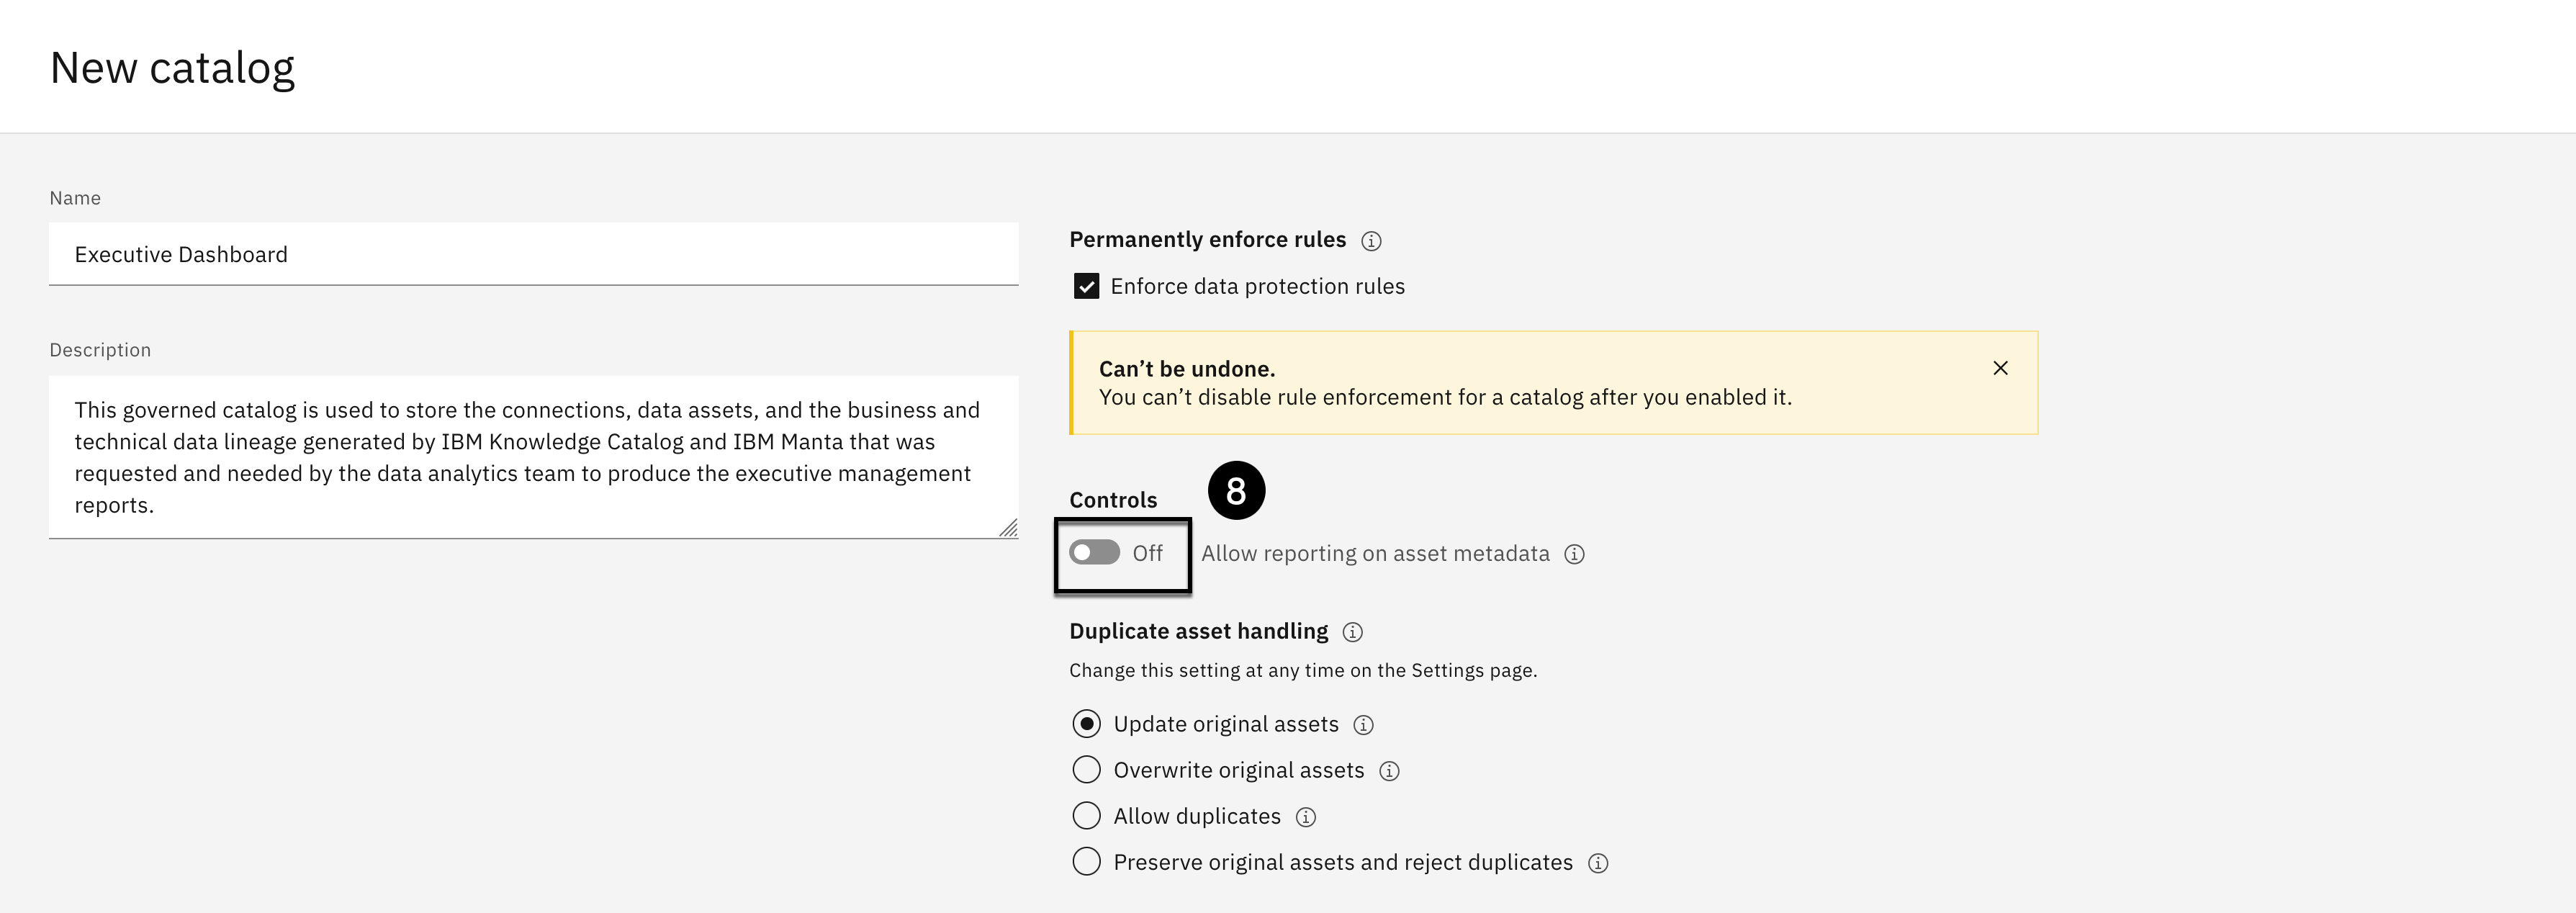 New catalog
Name
Executive Dashboard
Description
This governed catalog is used to store the connections, data assets, and the business and
technical data lineage generated by IBM Knowledge Catalog and IBM Manta that was
requested and needed by the data analytics team to produce the executive management
reports.
Permanently enforce rules
Enforce data protection rules
Can’t be undone.
You can’t disable rule enforcement for a catalog after you enabled it.
Controls
8
Off
Allow reporting on asset metadata
Duplicate asset handling
Change this setting at any time on the Settings page.
Update original assets
Overwrite original assets
Allow duplicates
Preserve original assets and reject duplicates